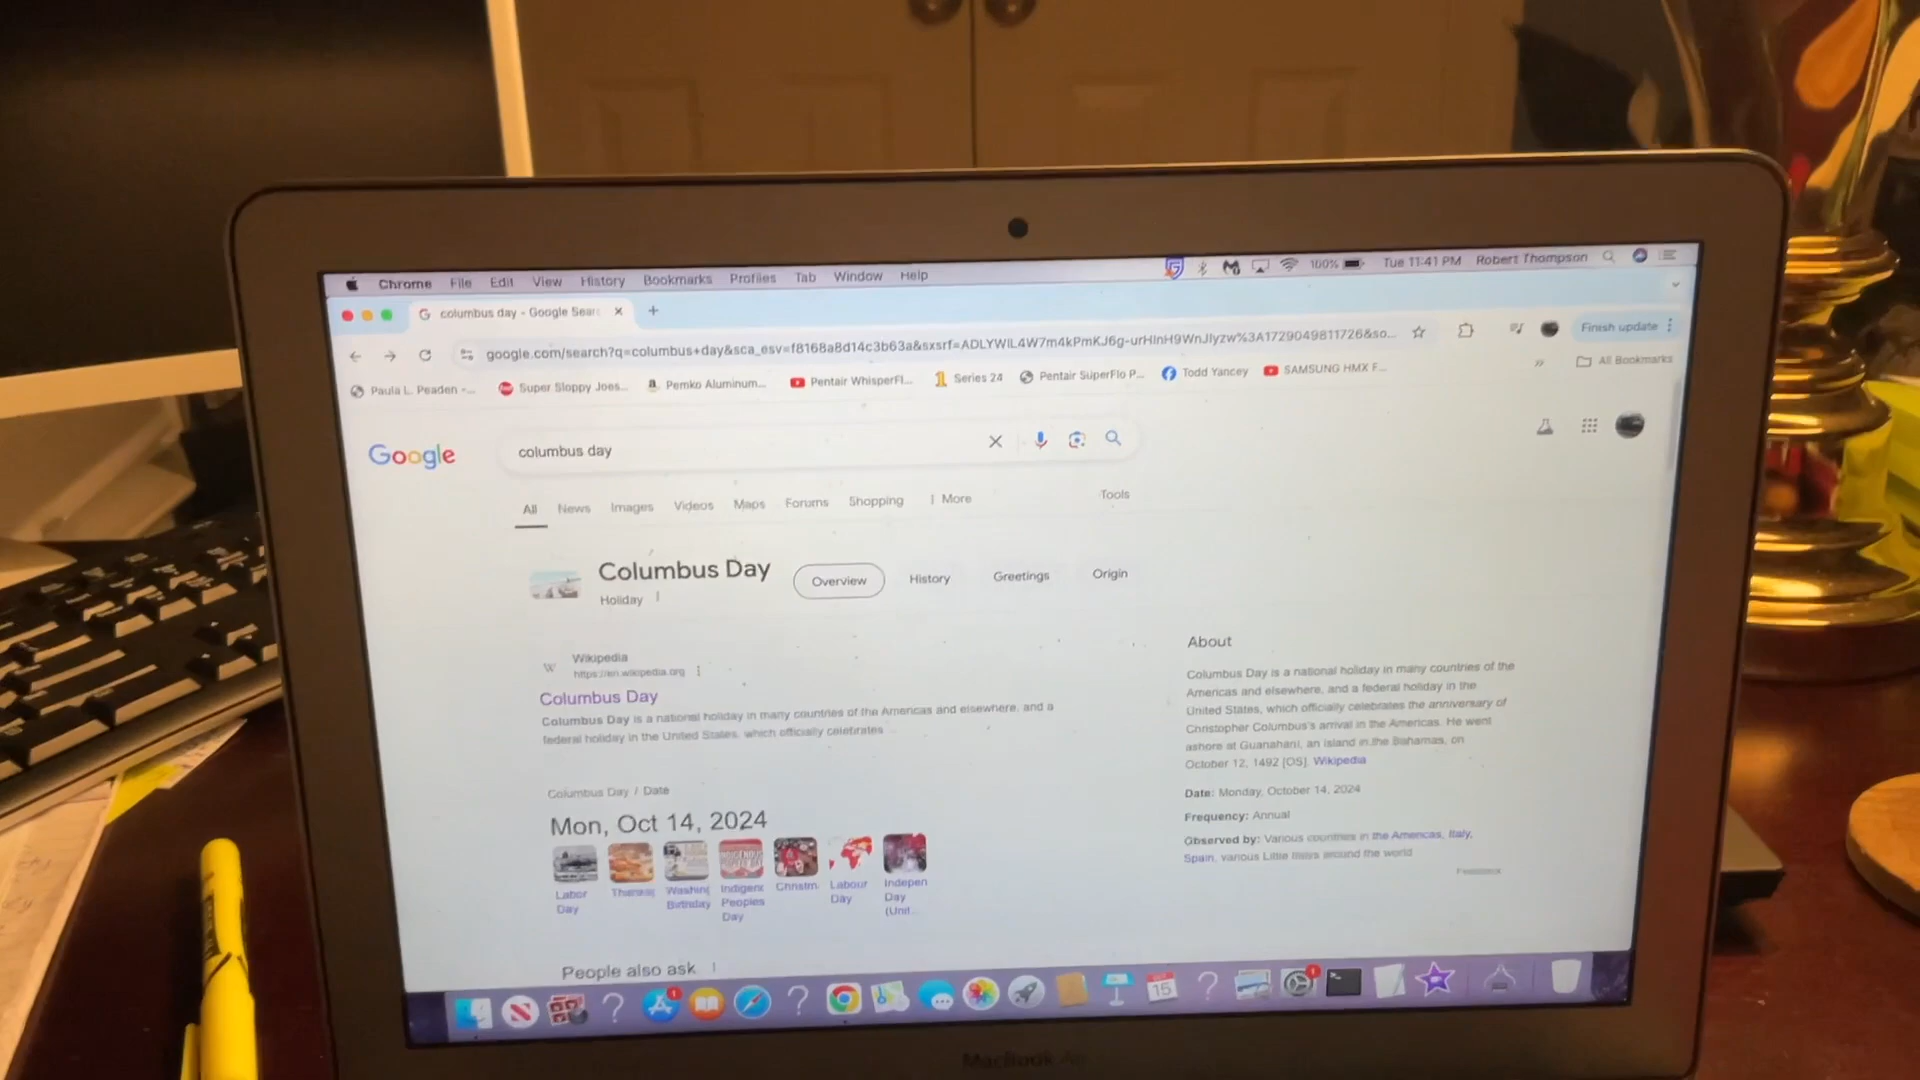 Chrome File Edit View History Bookmarks Profiles Tab Window Help 100% Tue 11:41 PM Robert Thompson
columbus day - Google Sear
google.com/search?q=columbus+day&sca_esv=f8168a8d14c3b63a&sxsrf=ADLYWIL4W7m4kPmKJ6g-urHInH9WnJIyzw%3A1729049811726&so... Finish update
Paula L. Peaden -... Super Sloppy Joes... Pemko Aluminum... Pentair WhisperFl... Series 24 Pentair SuperFlo P... Todd Yancey SAMSUNG HMX F... All Bookmarks
Google columbus day
All News Images Videos Maps Forums Shopping More Tools
Columbus Day
Holiday
Overview History Greetings Origin
Wikipedia
https://en.wikipedia.org
Columbus Day
Columbus Day is a national holiday in many countries of the Americas and elsewhere, and a
federal holiday in the United States, which officially celebrates
Columbus Day / Date
Mon, Oct 14, 2024
Labor Day
Thanksg
Washing Birthday
Indigen Peoples Day
Christm
Labour Day
Indepen Day (Unit...
People also ask
About
Columbus Day is a national holiday in many countries of the
Americas and elsewhere, and a federal holiday in the
United States, which officially celebrates the anniversary of
Christopher Columbus's arrival in the Americas. He went
ashore at Guanahani, an island in the Bahamas, on
October 12, 1492 [OS]. Wikipedia
Date: Monday, October 14, 2024
Frequency: Annual
Observed by: Various countries in the Americas, Italy,
Spain, various Little Italys around the world
Feedback
15
MacBook Air